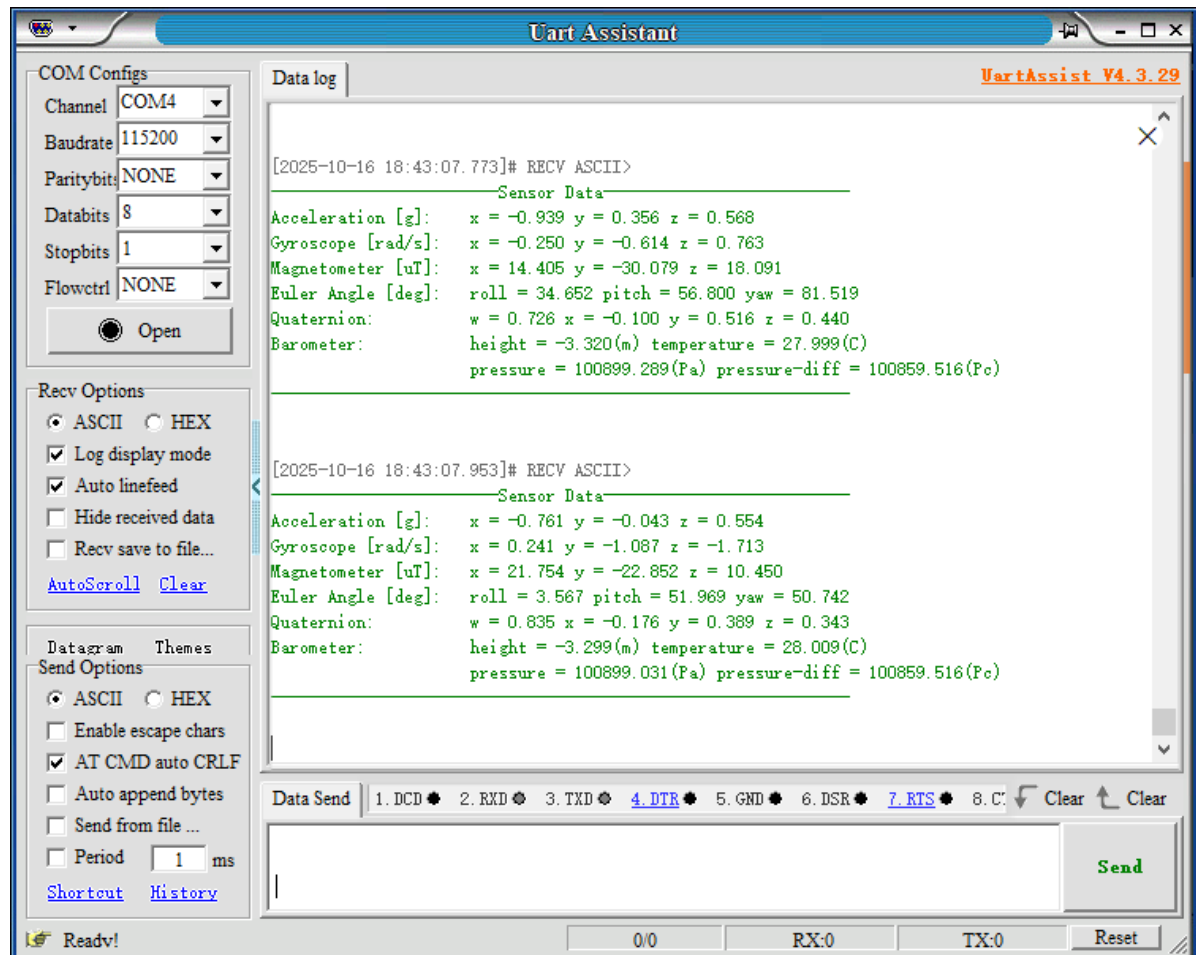 Uart Assistant
COM Configs
Channel COM4
Baudrate 115200
Paritybit: NONE
Databits 8
Stopbits 1
Flowctrl NONE
Open
Recv Options
ASCII HEX
Log display mode
Auto linefeed
Hide received data
Recv save to file...
AutoScroll Clear
Datagram Themes
Send Options
ASCII HEX
Enable escape chars
AT CMD auto CRLF
Auto append bytes
Send from file ...
Period 1 ms
Shortcut History
Data log
UartAssist V4.3.29
[2025-10-16 18:43:07.773]# RECV ASCII>
Sensor Data
Acceleration [g]: x = -0.939 y = 0.356 z = 0.568
Gyroscope [rad/s]: x = -0.250 y = -0.614 z = 0.763
Magnetometer [uT]: x = 14.405 y = -30.079 z = 18.091
Euler Angle [deg]: roll = 34.652 pitch = 56.800 yaw = 81.519
Quaternion: w = 0.726 x = -0.100 y = 0.516 z = 0.440
Barometer: height = -3.320(m) temperature = 27.999(C)
pressure = 100899.289(Pa) pressure-diff = 100859.516(Pc)
[2025-10-16 18:43:07.953]# RECV ASCII>
Sensor Data
Acceleration [g]: x = -0.761 y = -0.043 z = 0.554
Gyroscope [rad/s]: x = 0.241 y = -1.087 z = -1.713
Magnetometer [uT]: x = 21.754 y = -22.852 z = 10.450
Euler Angle [deg]: roll = 3.567 pitch = 51.969 yaw = 50.742
Quaternion: w = 0.835 x = -0.176 y = 0.389 z = 0.343
Barometer: height = -3.299(m) temperature = 28.009(C)
pressure = 100899.031(Pa) pressure-diff = 100859.516(Pc)
Data Send 1. DCD 2. RXD 3. TXD 4. DTR 5. GND 6. DSR 7. RTS 8. C Clear Clear
Send
Ready! 0/0 RX:0 TX:0 Reset